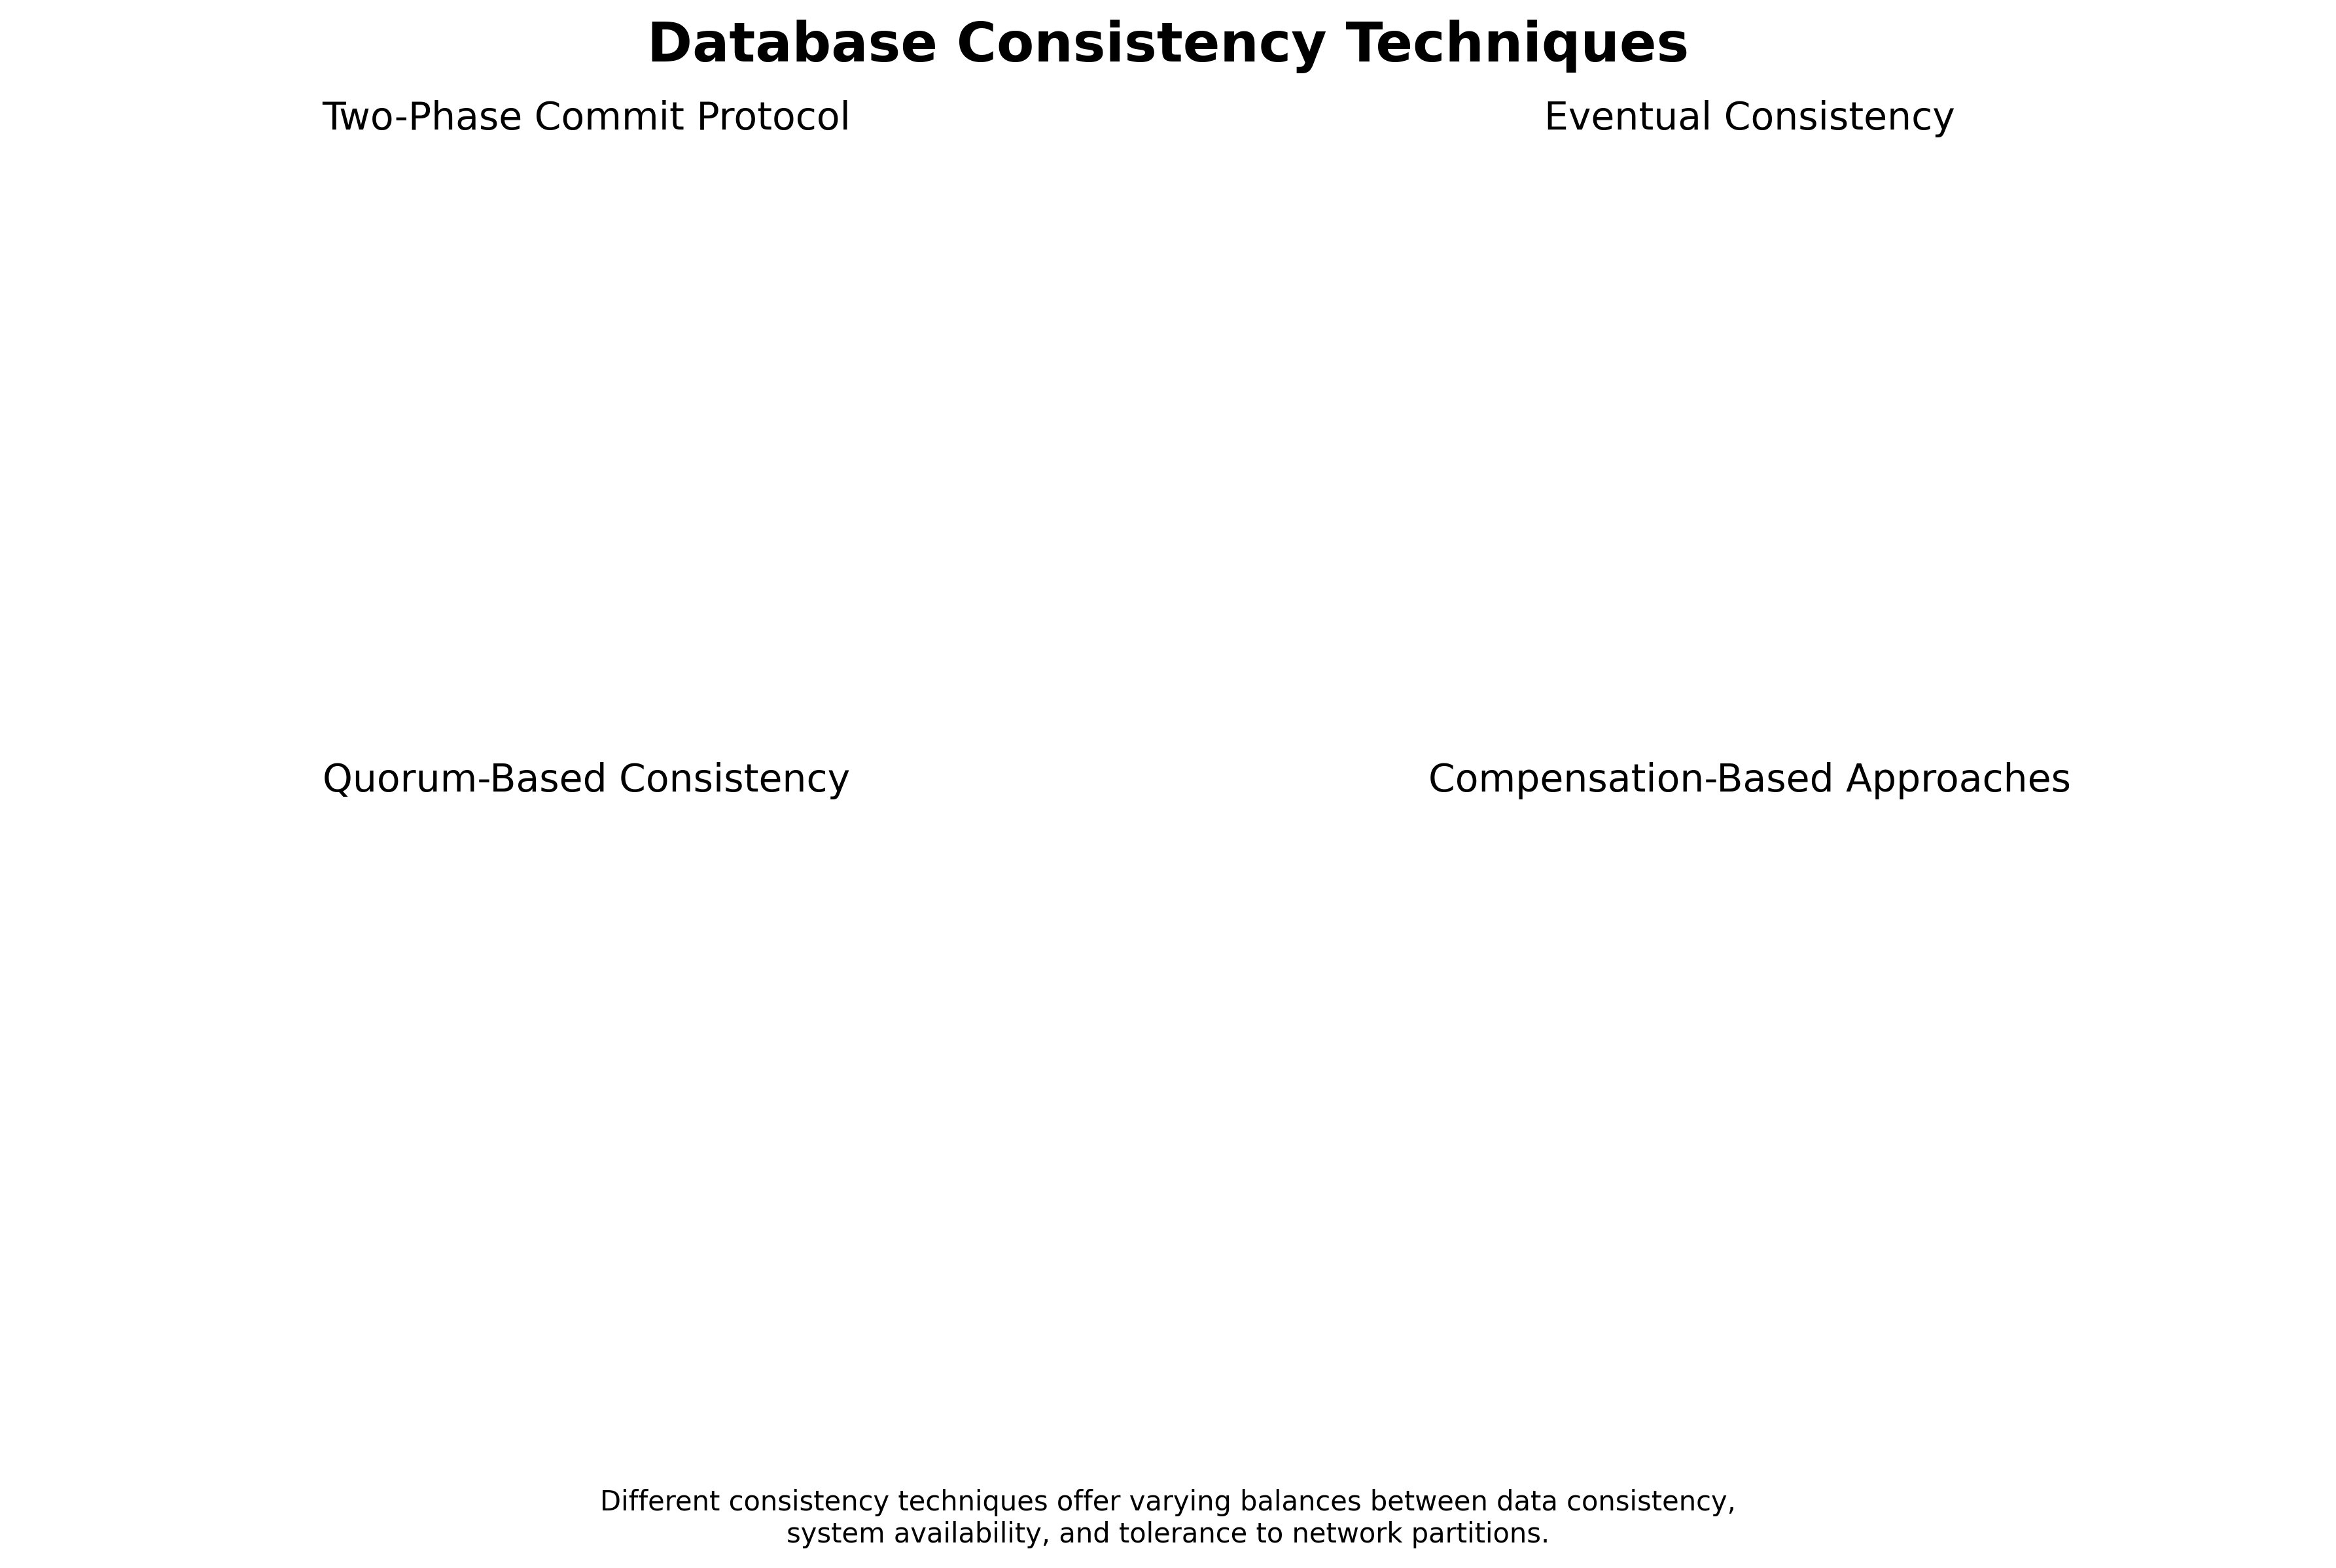 Database Consistency Techniques
Two-Phase Commit Protocol
Eventual Consistency
Quorum-Based Consistency
Compensation-Based Approaches
Different consistency techniques offer varying balances between data consistency,
system availability, and tolerance to network partitions.